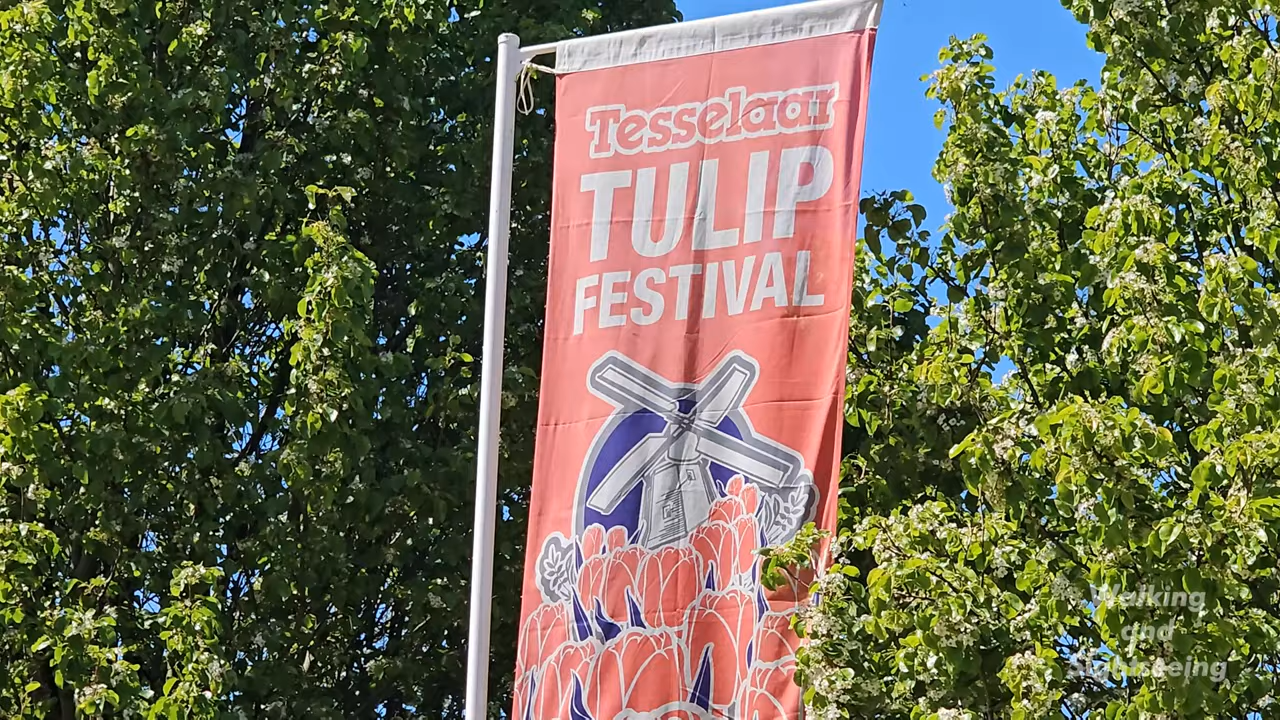 Tesselaar
TULIP
FESTIVAL
Walking
and
Sightseeing